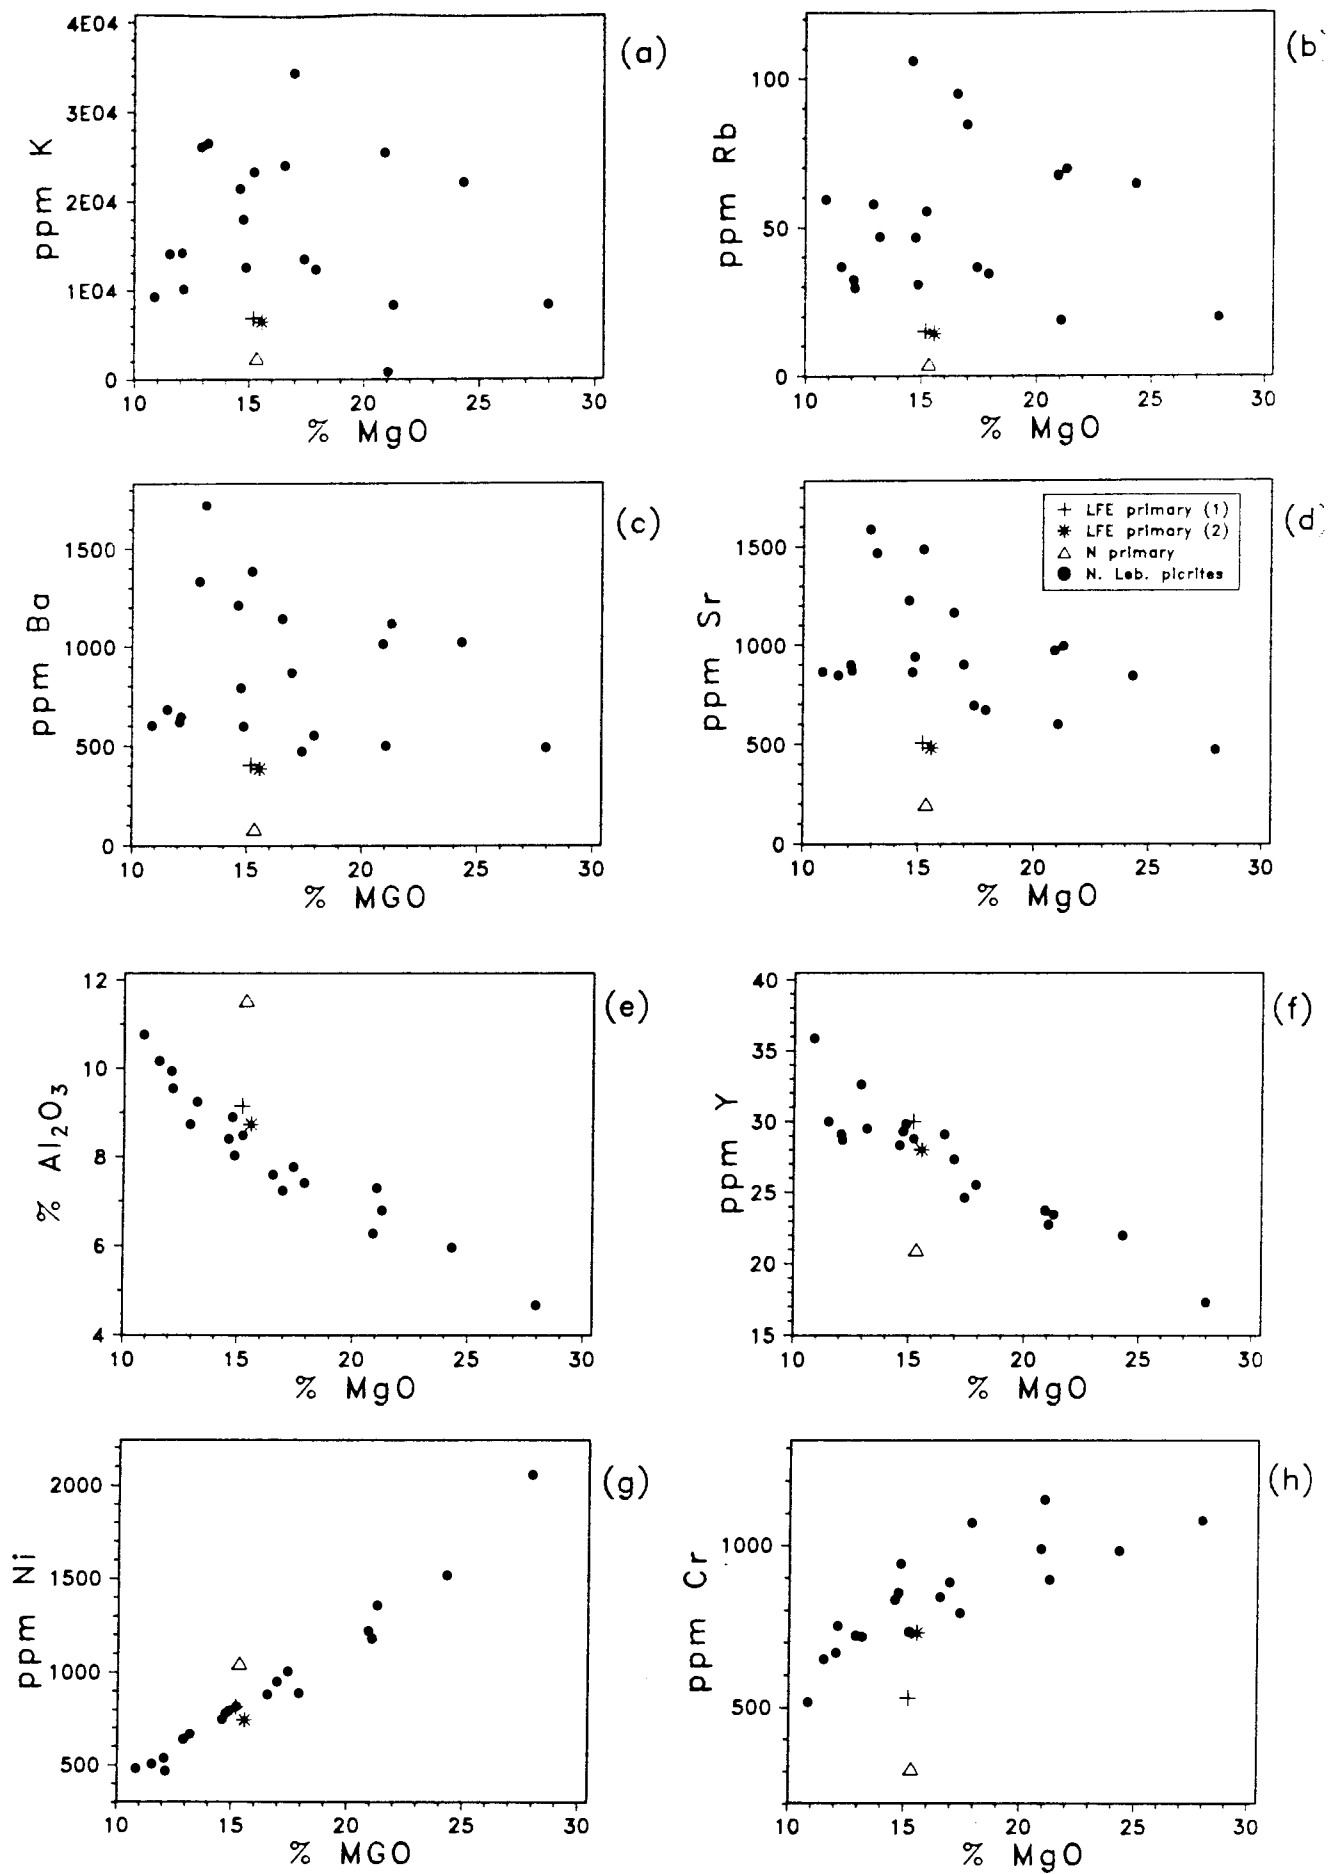 4E04
3E04
2E04
1E04
0
10 15 20 25 30
ppm K
% MgO
(a)
100
50
0
10 15 20 25 30
ppm Rb
% MgO
(b)
1500
1000
500
0
10 15 20 25 30
ppm Ba
% MGO
(c)
1500
1000
500
0
10 15 20 25 30
ppm Sr
% MgO
LFE primary (1)
LFE primary (2)
N primary
N. Leb. picrites
(d)
12
10
8
6
4
10 15 20 25 30
% Al₂O₃
% MgO
(e)
40
35
30
25
20
15
10 15 20 25 30
ppm Y
% MgO
(f)
2000
1500
1000
500
10 15 20 25 30
ppm Ni
% MGO
(g)
1000
500
10 15 20 25 30
ppm Cr
% MgO
(h)